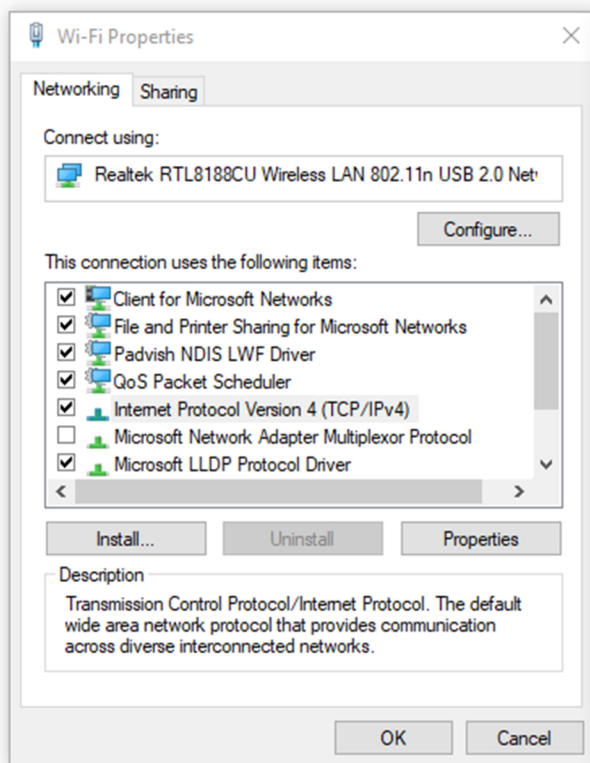 Wi-Fi Properties
Networking
Sharing
Connect using:
Realtek RTL8188CU Wireless LAN 802.11n USB 2.0 Net
Configure...
This connection uses the following items:
Client for Microsoft Networks
File and Printer Sharing for Microsoft Networks
Padvish NDIS LWF Driver
QoS Packet Scheduler
Internet Protocol Version 4 (TCP/IPv4)
Microsoft Network Adapter Multiplexor Protocol
Microsoft LLDP Protocol Driver
Install...
Uninstall
Properties
Description
Transmission Control Protocol/Internet Protocol. The default
wide area network protocol that provides communication
across diverse interconnected networks.
OK
Cancel